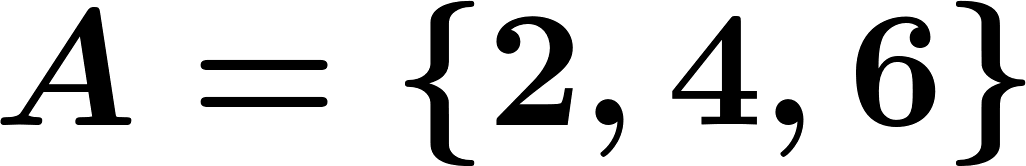 A = {2, 4, 6}